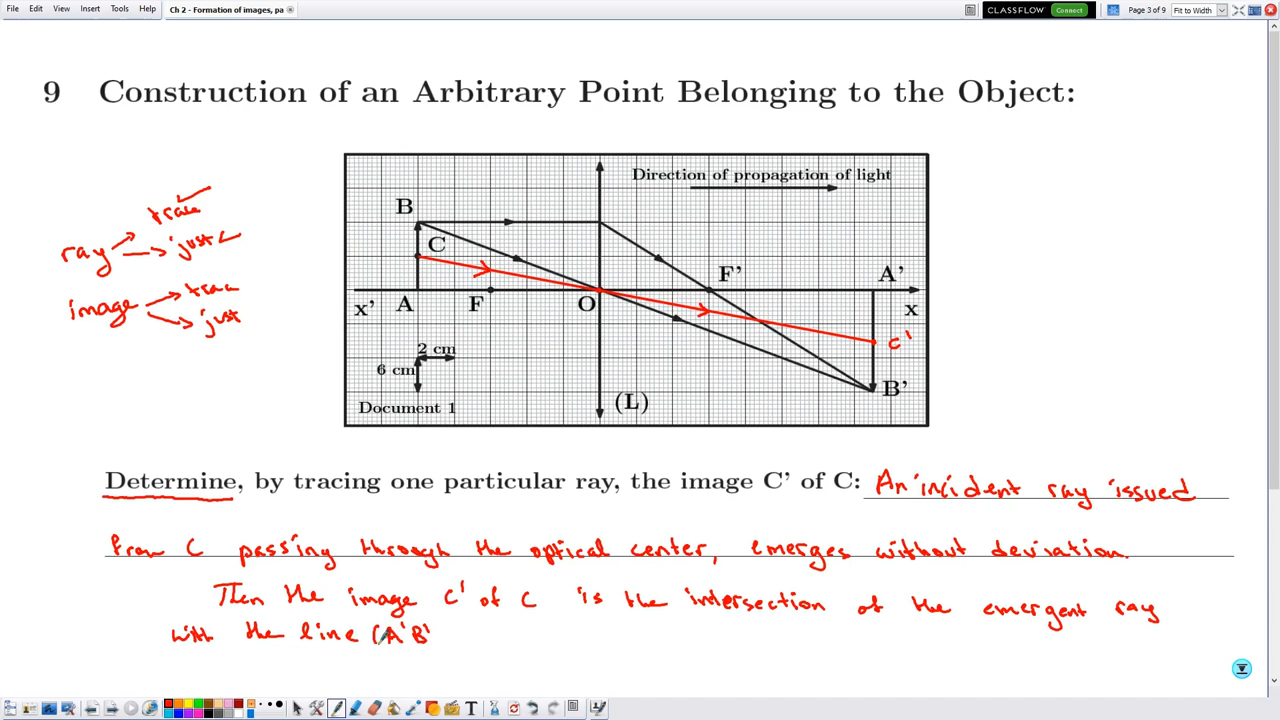 File Edit View Insert Tools Help Ch 2 - Formation of images, pa CLASSFLOW Connect Page 3 of 9 Fit to Width
9 Construction of an Arbitrary Point Belonging to the Object:
Direction of propagation of light
B
C
F'
A'
x'
A
F
O
x
C'
2 cm
6 cm
B'
Document 1
(L)
trace
ray
just
image
trac
just
Determine, by tracing one particular ray, the image C' of C: An incident ray issued
from C passing through the optical center, emerges without deviation.
Then the image C' of C is the intersection of the emergent ray
with the line (A'B'